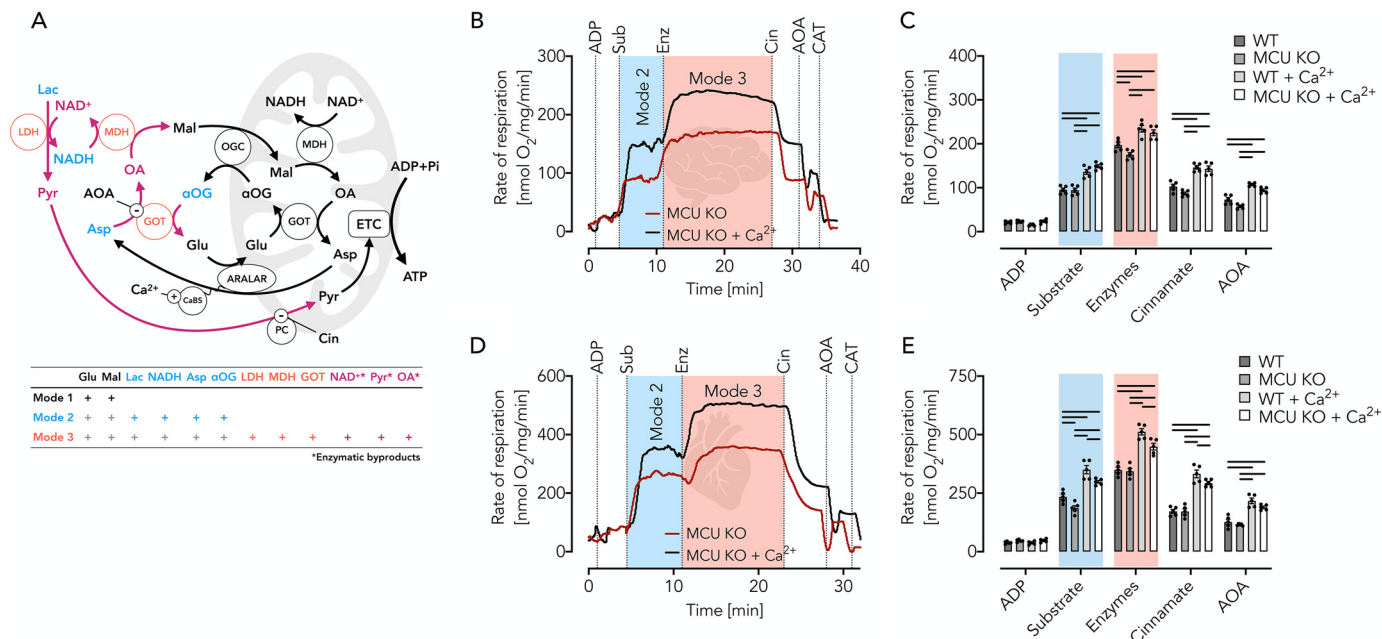 A
Lac
NAD⁺
LDH
MDH
Mal
NADH
OA
Pyr
AOA
-
αOG
Asp
GOT
Glu
OGC
αOG
Glu
GOT
NADH
NAD⁺
MDH
Mal
OA
Asp
ADP+Pi
ETC
ATP
ARALAR
Ca²⁺
+
CaBS
Pyr
-
PC
Cin
Glu Mal Lac NADH Asp αOG LDH MDH GOT NAD⁺* Pyr* OA*
Mode 1 + +
Mode 2 + + + + + +
Mode 3 + + + + + + + + + + + +
*Enzymatic byproducts
B
ADP
Sub
Enz
Cin
AOA
CAT
Rate of respiration
[nmol O₂/mg/min]
300
200
100
0
Mode 2
Mode 3
MCU KO
MCU KO + Ca²⁺
0 10 20 30 40
Time [min]
C
Rate of respiration
[nmol O₂/mg/min]
400
300
200
100
0
WT
MCU KO
WT + Ca²⁺
MCU KO + Ca²⁺
ADP
Substrate
Enzymes
Cinnamate
AOA
D
ADP
Sub
Enz
Cin
AOA
CAT
Rate of respiration
[nmol O₂/mg/min]
600
400
200
0
Mode 2
Mode 3
MCU KO
MCU KO + Ca²⁺
0 10 20 30
Time [min]
E
Rate of respiration
[nmol O₂/mg/min]
750
500
250
0
WT
MCU KO
WT + Ca²⁺
MCU KO + Ca²⁺
ADP
Substrate
Enzymes
Cinnamate
AOA